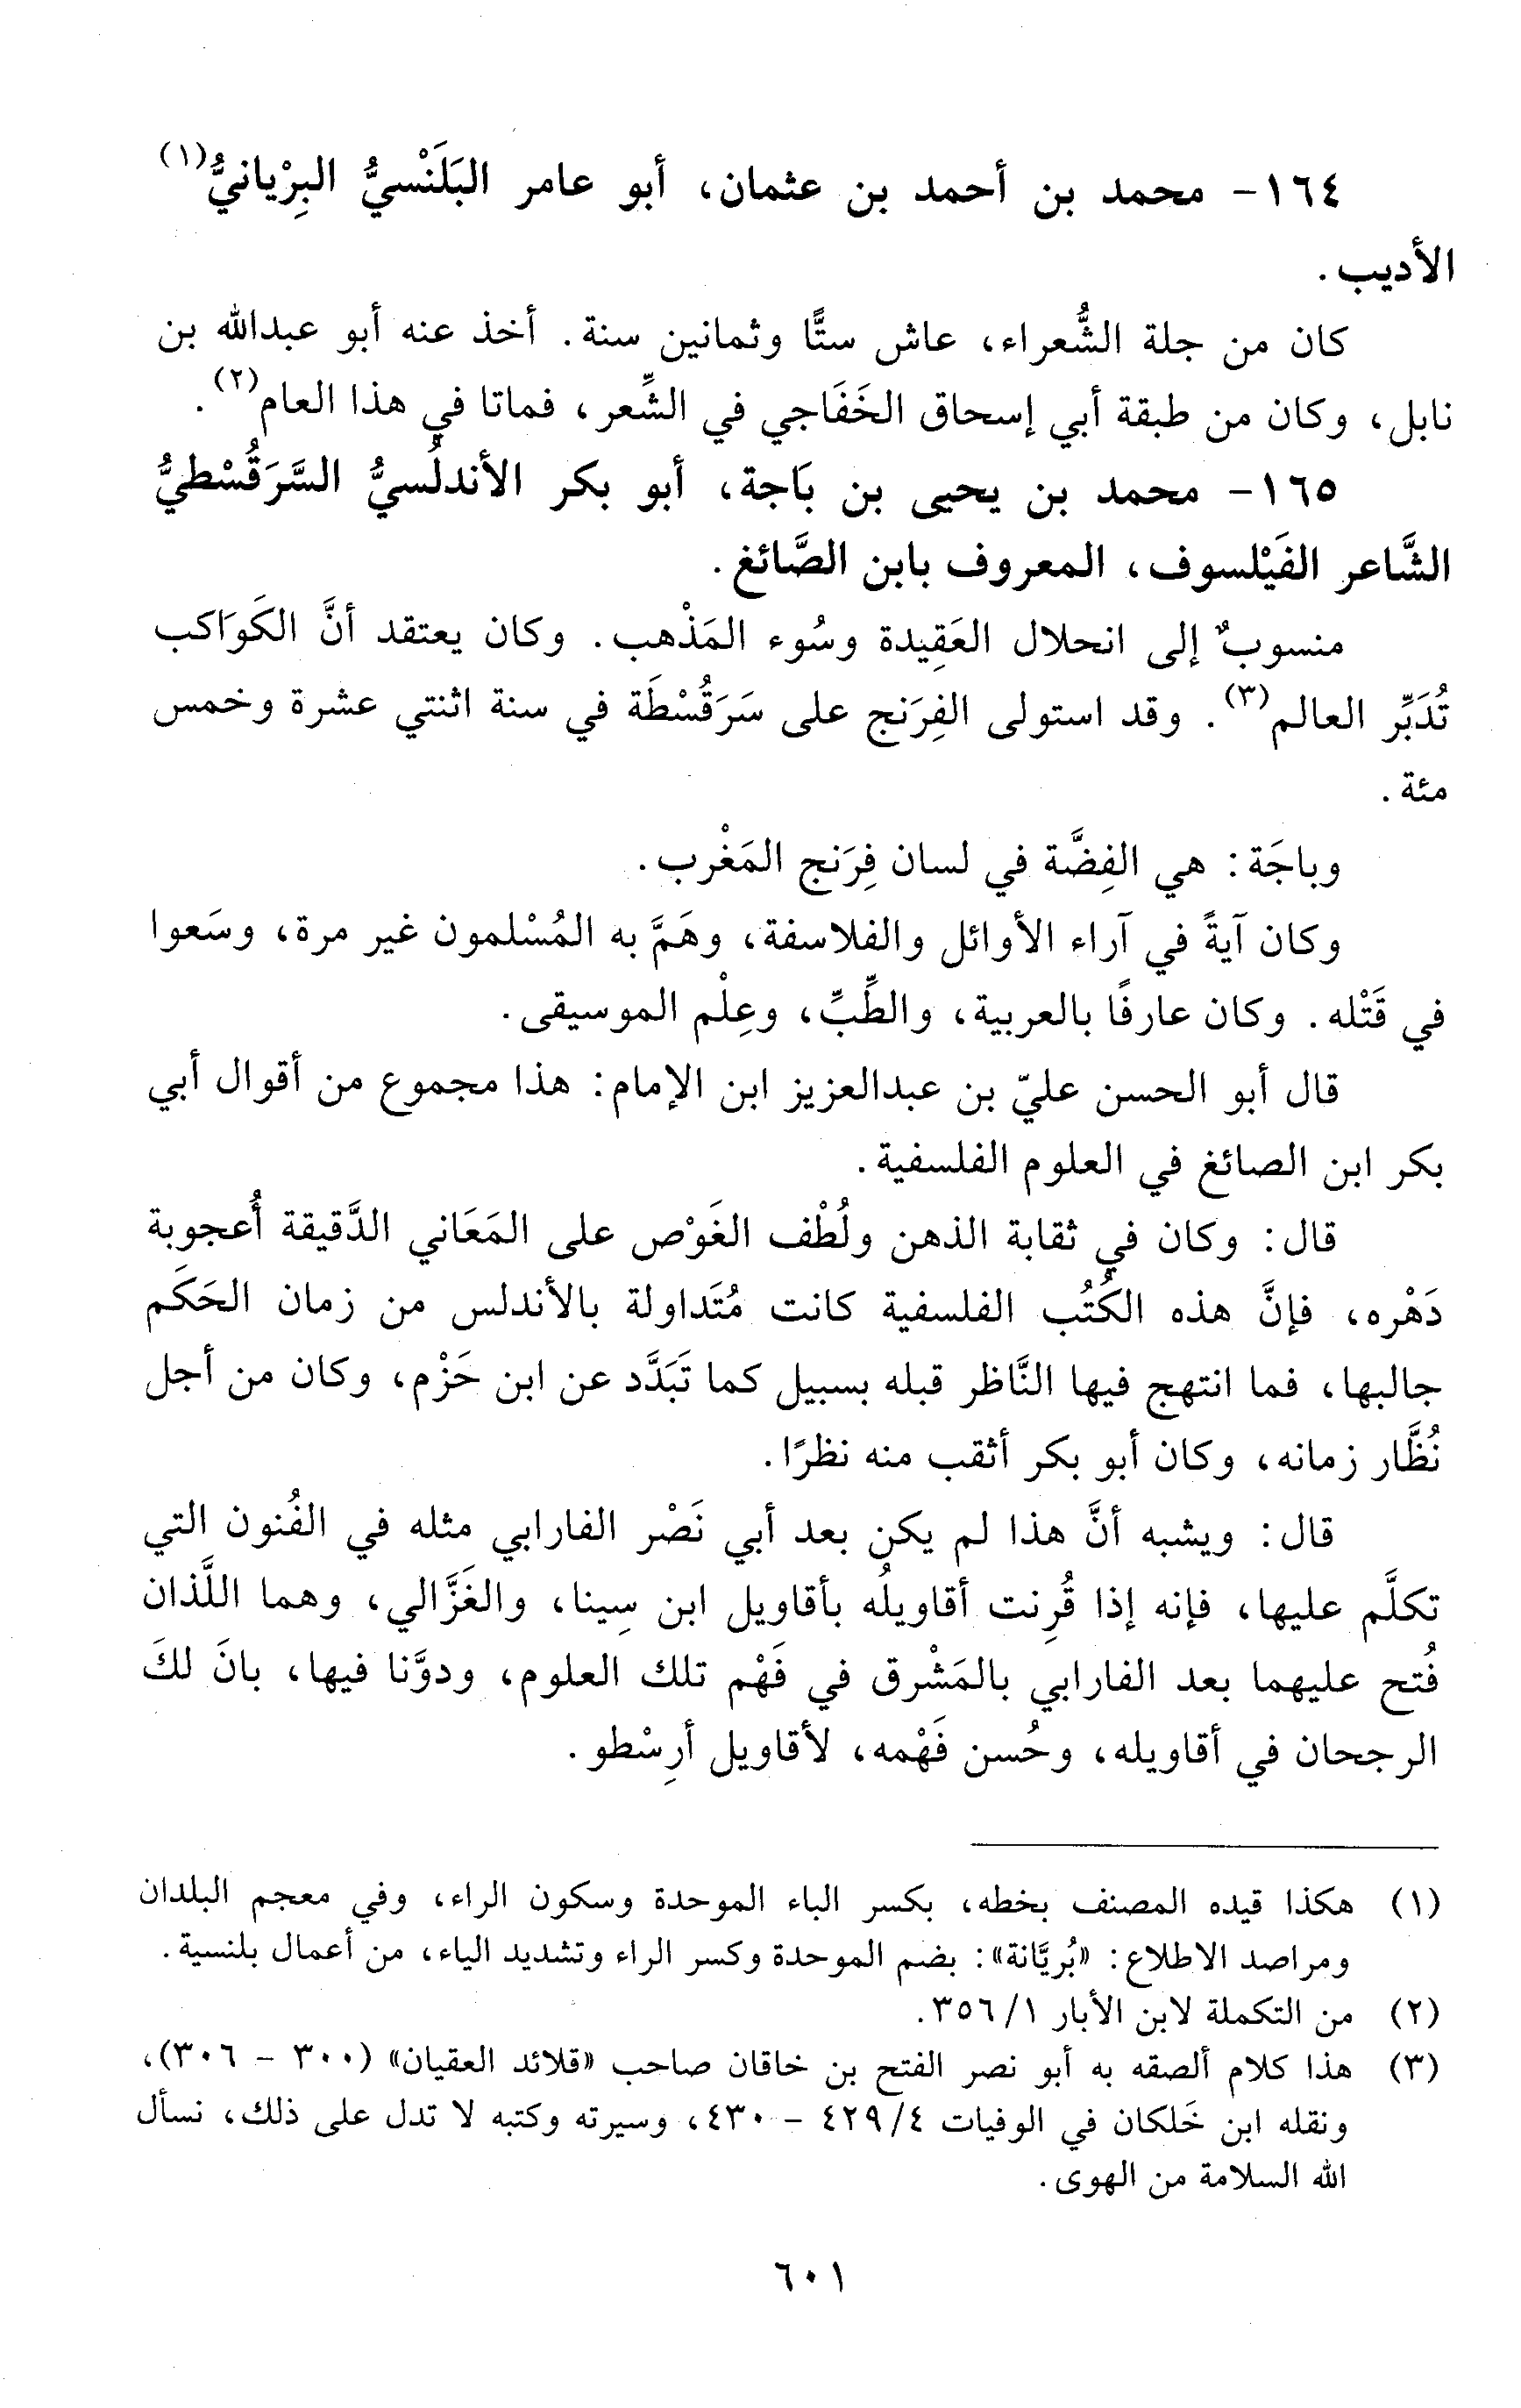 ١٦٤- محمد بن أحمد بن عثمان، أبو عامر البَلَنْسيُّ البِرْيانيُّ(١)
الأديب.
كان من جلة الشُّعراء، عاش ستًّا وثمانين سنة. أخذ عنه أبو عبدالله بن
نابل، وكان من طبقة أبي إسحاق الخَفَاجي في الشِّعر، فماتا في هذا العام(٢).
١٦٥- محمد بن يحيى بن بَاجة، أبو بكر الأندلُسيُّ السَّرَقُسْطيُّ
الشَّاعر الفَيْلسوف، المعروف بابن الصَّائغ.
منسوبٌ إلى انحلال العَقِيدة وسُوء المَذْهب. وكان يعتقد أنَّ الكَوَاكب
تُدَبِّر العالم(٣). وقد استولى الفِرَنج على سَرَقُسْطَة في سنة اثنتي عشرة وخمس
مئة.
وباجَة: هي الفِضَّة في لسان فِرَنج المَغْرب.
وكان آيةً في آراء الأوائل والفلاسفة، وهَمَّ به المُسْلمون غير مرة، وسَعوا
في قَتْله. وكان عارفًا بالعربية، والطِّبِّ، وعِلْم الموسيقى.
قال أبو الحسن عليّ بن عبدالعزيز ابن الإمام: هذا مجموع من أقوال أبي
بكر ابن الصائغ في العلوم الفلسفية.
قال: وكان في ثقابة الذهن ولُطْف الغَوْص على المَعَاني الدَّقيقة أُعجوبة
دَهْره، فإنَّ هذه الكُتُب الفلسفية كانت مُتَداولة بالأندلس من زمان الحَكَم
جالبها، فما انتهج فيها النَّاظر قبله بسبيل كما تَبَدَّد عن ابن حَزْم، وكان من أجل
نُظَّار زمانه، وكان أبو بكر أثقب منه نظرًا.
قال: ويشبه أنَّ هذا لم يكن بعد أبي نَصْر الفارابي مثله في الفُنون التي
تكلَّم عليها، فإنه إذا قُرِنت أقاويلُه بأقاويل ابن سِينا، والغَزَّالي، وهما اللَّذان
فُتح عليهما بعد الفارابي بالمَشْرق في فَهْم تلك العلوم، ودوَّنا فيها، بانَ لكَ
الرجحان في أقاويله، وحُسن فَهْمه، لأقاويل أرِسْطو.
(١) هكذا قيده المصنف بخطه، بكسر الباء الموحدة وسكون الراء، وفي معجم البلدان
ومراصد الاطلاع: «بُريَّانة»: بضم الموحدة وكسر الراء وتشديد الياء، من أعمال بلنسية.
(٢) من التكملة لابن الأبار ١/ ٣٥٦.
(٣) هذا كلام ألصقه به أبو نصر الفتح بن خاقان صاحب «قلائد العقيان» (٣٠٠ - ٣٠٦)،
ونقله ابن خَلكان في الوفيات ٤/ ٤٢٩ - ٤٣٠، وسيرته وكتبه لا تدل على ذلك، نسأل
الله السلامة من الهوى.
٦٠١